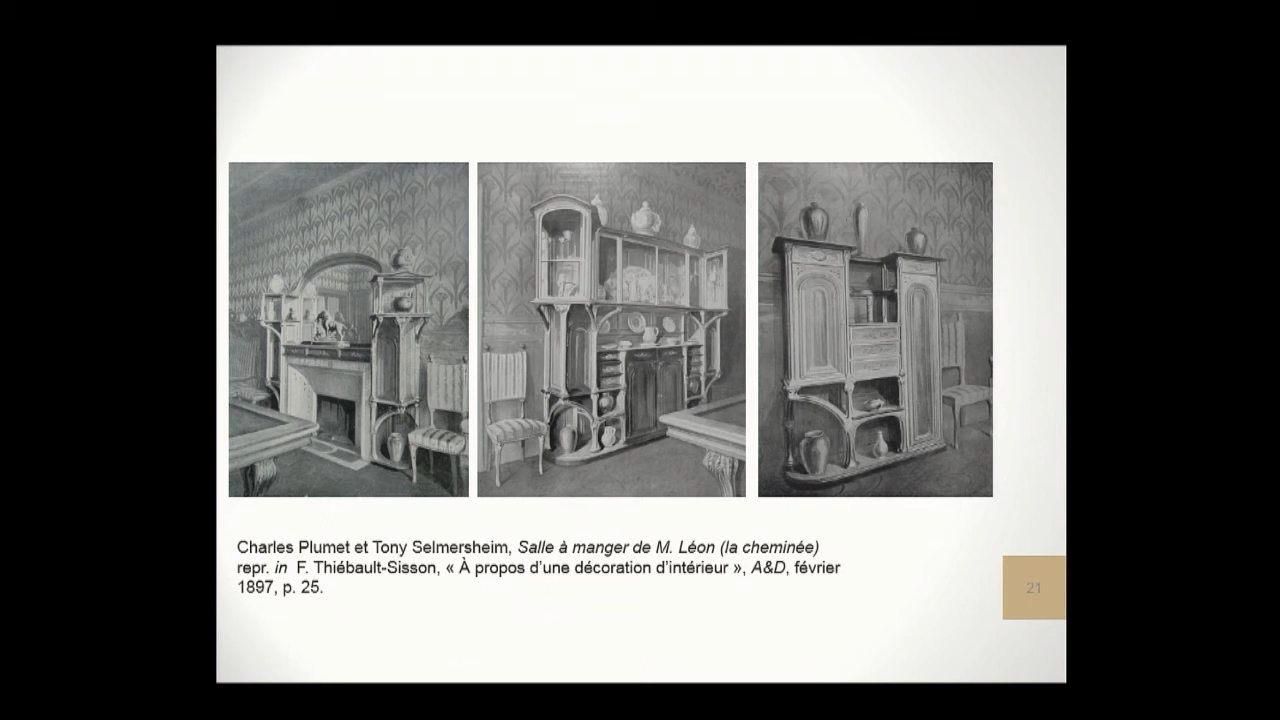 Charles Plumet et Tony Selmersheim, Salle à manger de M. Léon (la cheminée)
repr. in F. Thiébault-Sisson, « À propos d'une décoration d'intérieur », A&D, février
1897, p. 25.
21